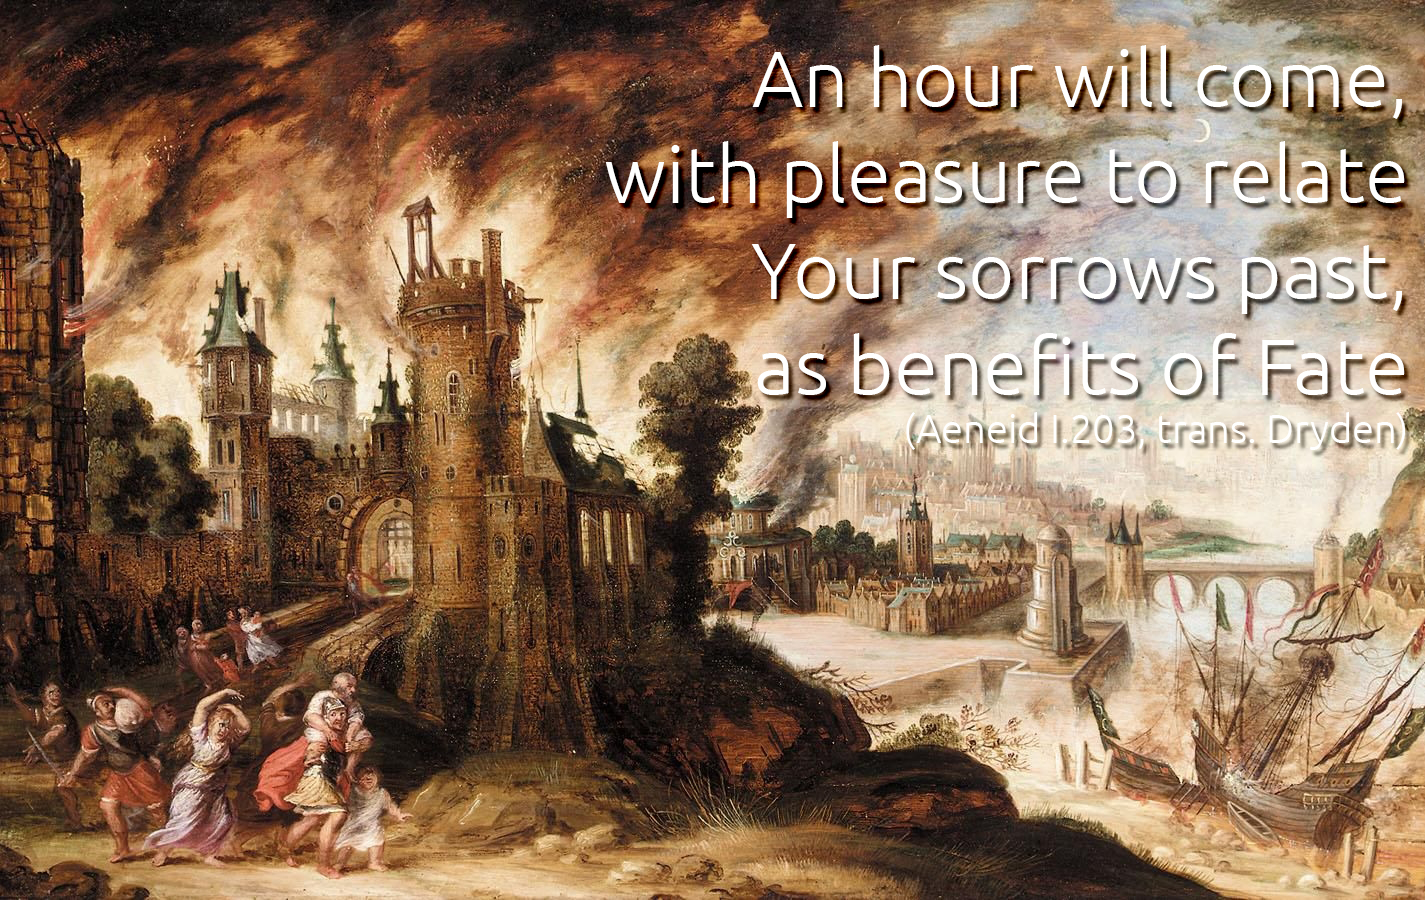 An hour will come,
with pleasure to relate
Your sorrows past,
as benefits of Fate
(Aeneid I.203, trans. Dryden)